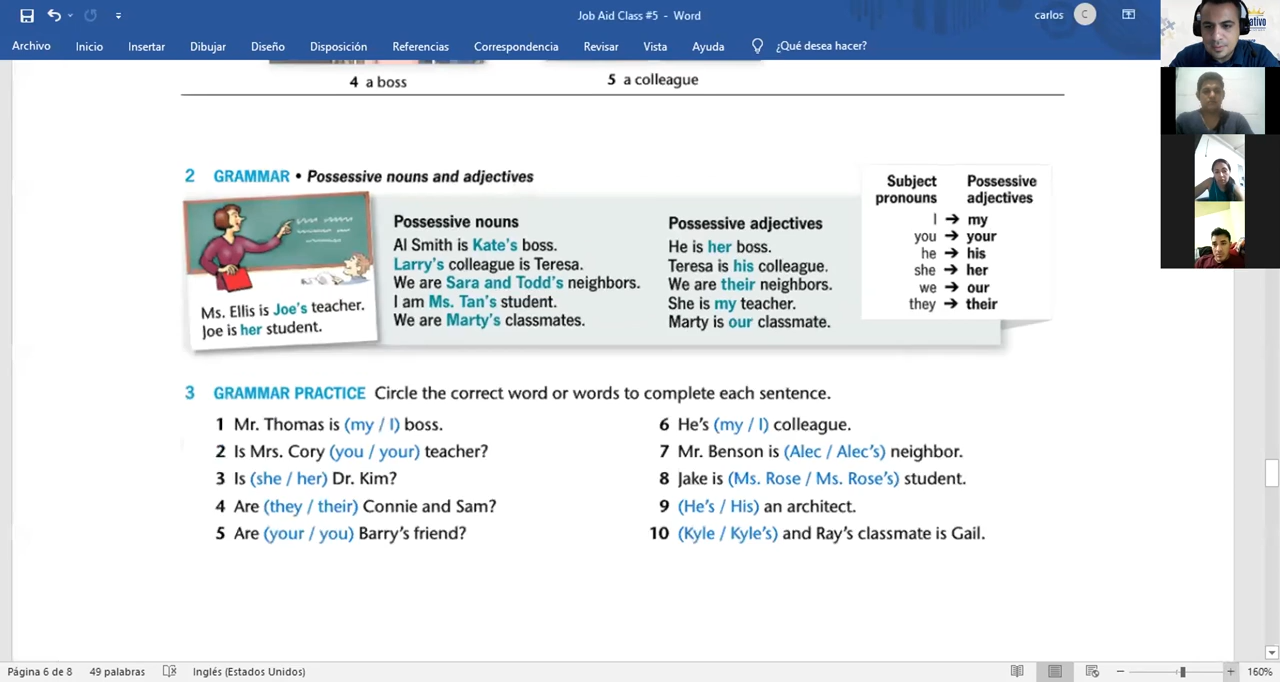 Job Aid Class #5 - Word
carlos
C
Archivo Inicio Insertar Dibujar Diseño Disposición Referencias Correspondencia Revisar Vista Ayuda ¿Qué desea hacer?
4 a boss
5 a colleague
2 GRAMMAR • Possessive nouns and adjectives
Ms. Ellis is Joe's teacher.
Joe is her student.
Possessive nouns
Al Smith is Kate's boss.
Larry's colleague is Teresa.
We are Sara and Todd's neighbors.
I am Ms. Tan's student.
We are Marty's classmates.
Possessive adjectives
He is her boss.
Teresa is his colleague.
We are their neighbors.
She is my teacher.
Marty is our classmate.
Subject pronouns
Possessive adjectives
I → my
you → your
he → his
she → her
we → our
they → their
3 GRAMMAR PRACTICE Circle the correct word or words to complete each sentence.
1 Mr. Thomas is (my / I) boss.
2 Is Mrs. Cory (you / your) teacher?
3 Is (she / her) Dr. Kim?
4 Are (they / their) Connie and Sam?
5 Are (your / you) Barry's friend?
6 He's (my / I) colleague.
7 Mr. Benson is (Alec / Alec's) neighbor.
8 Jake is (Ms. Rose / Ms. Rose's) student.
9 (He's / His) an architect.
10 (Kyle / Kyle's) and Ray's classmate is Gail.
Página 6 de 8 49 palabras Inglés (Estados Unidos) 160%